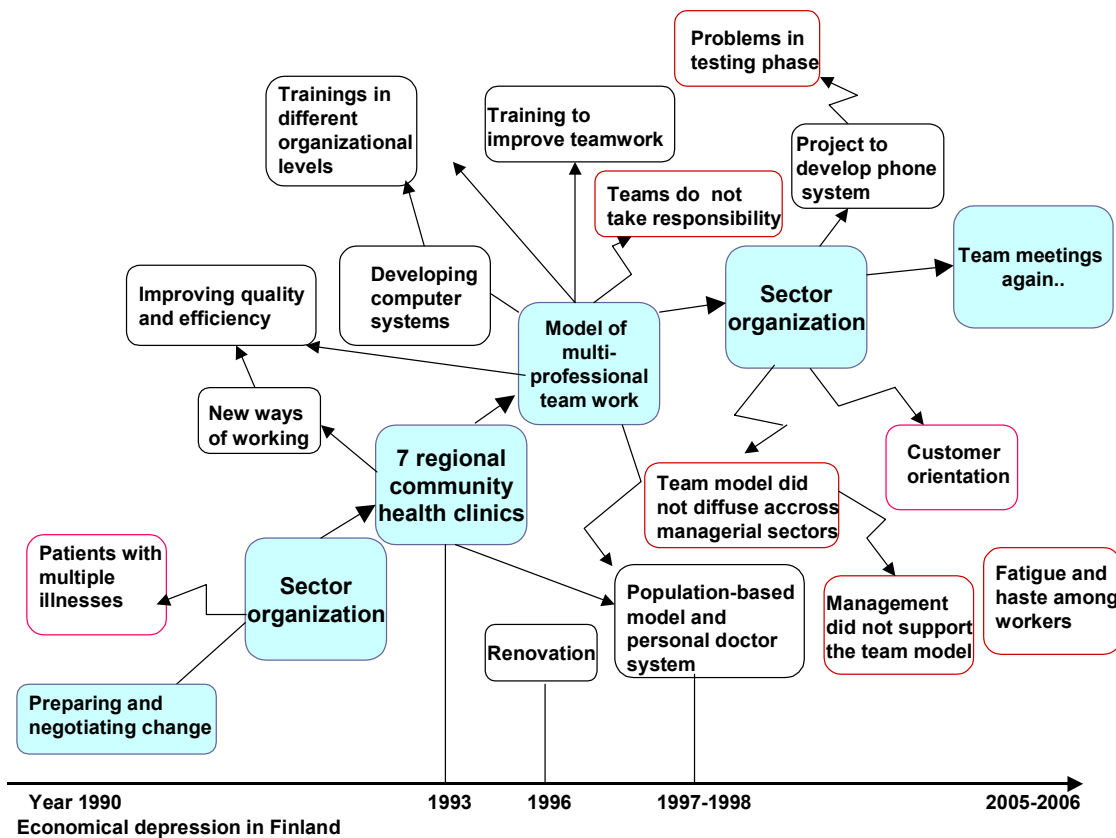 Problems in
testing phase
Trainings in
different
organizational
levels
Training to
improve teamwork
Project to
develop phone
system
Teams do  not
take responsibility
Team meetings
again..
Improving quality
and efficiency
Developing
computer
systems
Sector
organization
Model of
multi-
professional
team work
New ways
of working
7 regional
community
health clinics
Customer
orientation
Team model did
not diffuse accross
managerial sectors
Patients with
multiple
illnesses
Sector
organization
Population-based
model and
personal doctor
system
Management
did not support
the team model
Fatigue and
haste among
workers
Renovation
Preparing and
negotiating change
Year 1990
1993
1996
1997-1998
2005-2006
Economical depression in Finland